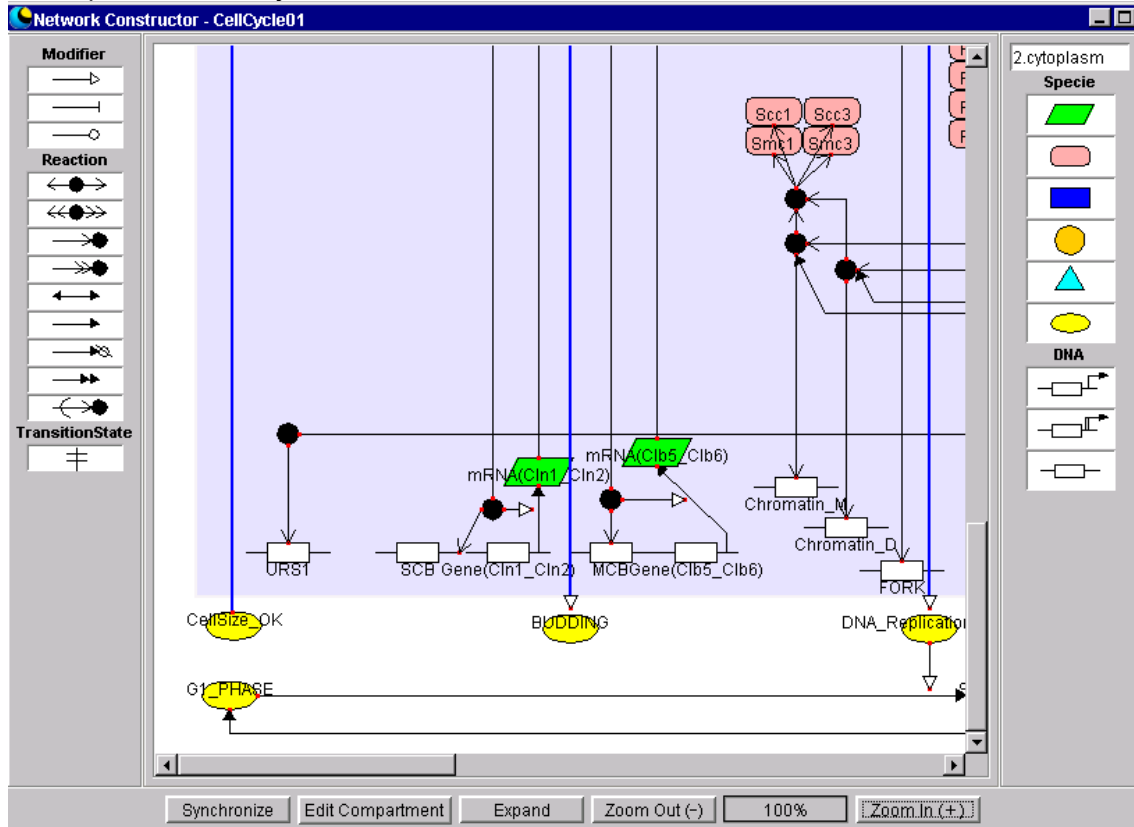 Network Constructor - CellCycle01
Modifier
Reaction
TransitionState
2.cytoplasm
Specie
DNA
Scc1 Scc3
Smc1 Smc3
mRNA(Cln1_Cln2)
mRNA(Clb5_Clb6)
Chromatin_M
Chromatin_D
URS1
SCB Gene(Cln1_Cln2)
MCB Gene(Clb5_Clb6)
FORK
CellSize_OK
BUDDING
DNA_Replication
G1_PHASE
Synchronize
Edit Compartment
Expand
Zoom Out (-)
100%
Zoom In (+)